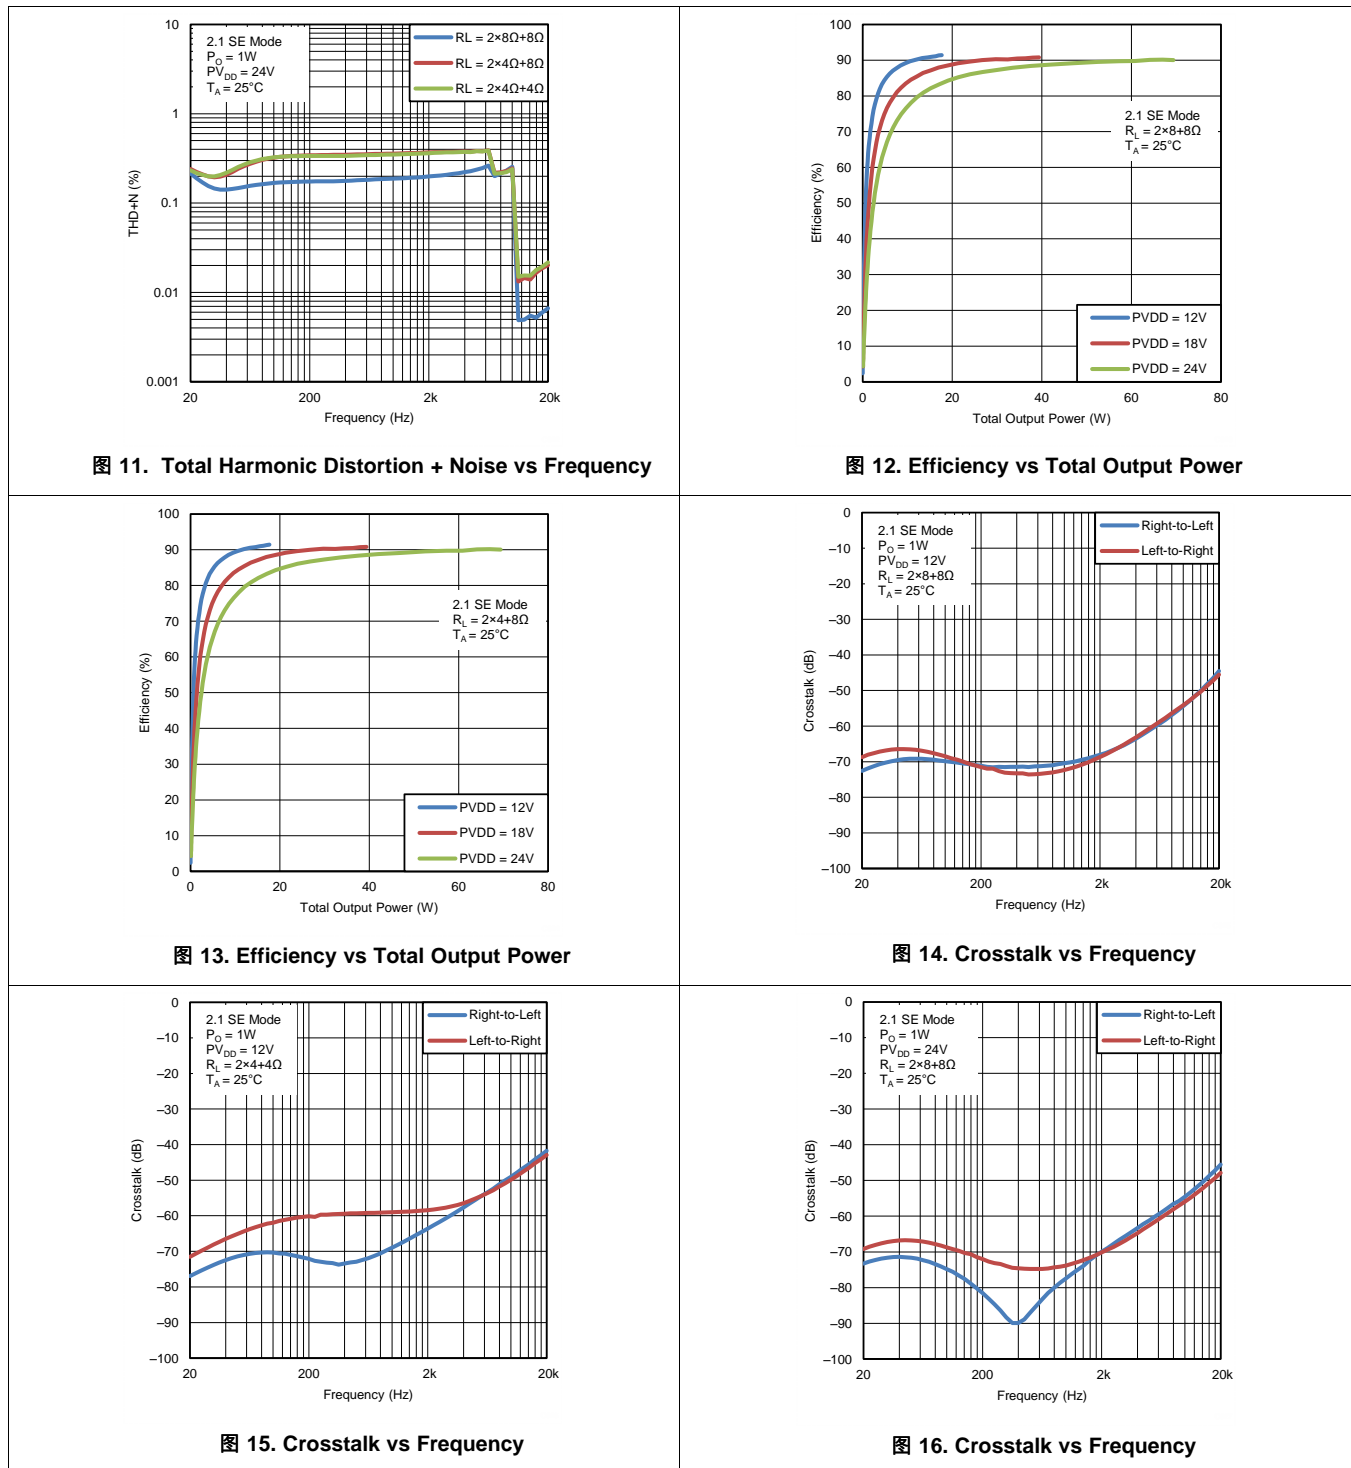 10
1
0.1
0.01
0.001
THD+N (%)
2.1 SE Mode
PO = 1W
PVDD = 24V
TA = 25°C
RL = 2×8Ω+8Ω
RL = 2×4Ω+8Ω
RL = 2×4Ω+4Ω
20
200
2k
20k
Frequency (Hz)
图 11. Total Harmonic Distortion + Noise vs Frequency
100
90
80
70
60
50
40
30
20
10
0
Efficiency (%)
2.1 SE Mode
RL = 2×8+8Ω
TA = 25°C
PVDD = 12V
PVDD = 18V
PVDD = 24V
0
20
40
60
80
Total Output Power (W)
图 12. Efficiency vs Total Output Power
100
90
80
70
60
50
40
30
20
10
0
Efficiency (%)
2.1 SE Mode
RL = 2×4+8Ω
TA = 25°C
PVDD = 12V
PVDD = 18V
PVDD = 24V
0
20
40
60
80
Total Output Power (W)
图 13. Efficiency vs Total Output Power
0
–10
–20
–30
–40
–50
–60
–70
–80
–90
–100
Crosstalk (dB)
2.1 SE Mode
PO = 1W
PVDD = 12V
RL = 2×8+8Ω
TA = 25°C
Right-to-Left
Left-to-Right
20
200
2k
20k
Frequency (Hz)
图 14. Crosstalk vs Frequency
0
–10
–20
–30
–40
–50
–60
–70
–80
–90
–100
Crosstalk (dB)
2.1 SE Mode
PO = 1W
PVDD = 12V
RL = 2×4+4Ω
TA = 25°C
Right-to-Left
Left-to-Right
20
200
2k
20k
Frequency (Hz)
图 15. Crosstalk vs Frequency
0
–10
–20
–30
–40
–50
–60
–70
–80
–90
–100
Crosstalk (dB)
2.1 SE Mode
PO = 1W
PVDD = 24V
RL = 2×8+8Ω
TA = 25°C
Right-to-Left
Left-to-Right
20
200
2k
20k
Frequency (Hz)
图 16. Crosstalk vs Frequency